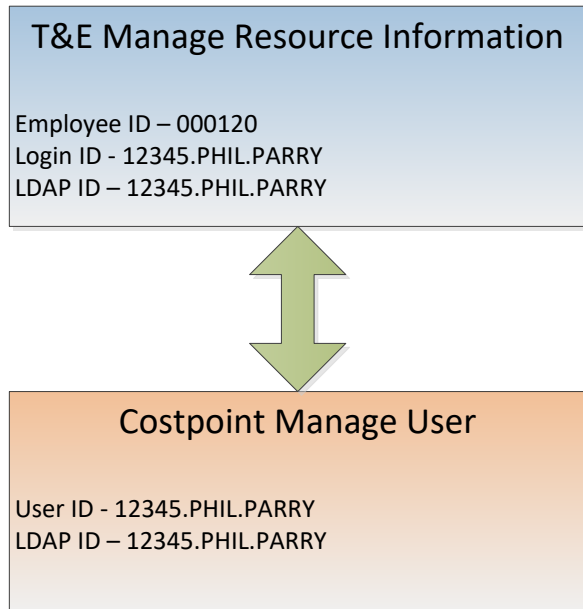 T&E Manage Resource Information
Employee ID – 000120
Login ID - 12345.PHIL.PARRY
LDAP ID – 12345.PHIL.PARRY
Costpoint Manage User
User ID - 12345.PHIL.PARRY
LDAP ID – 12345.PHIL.PARRY